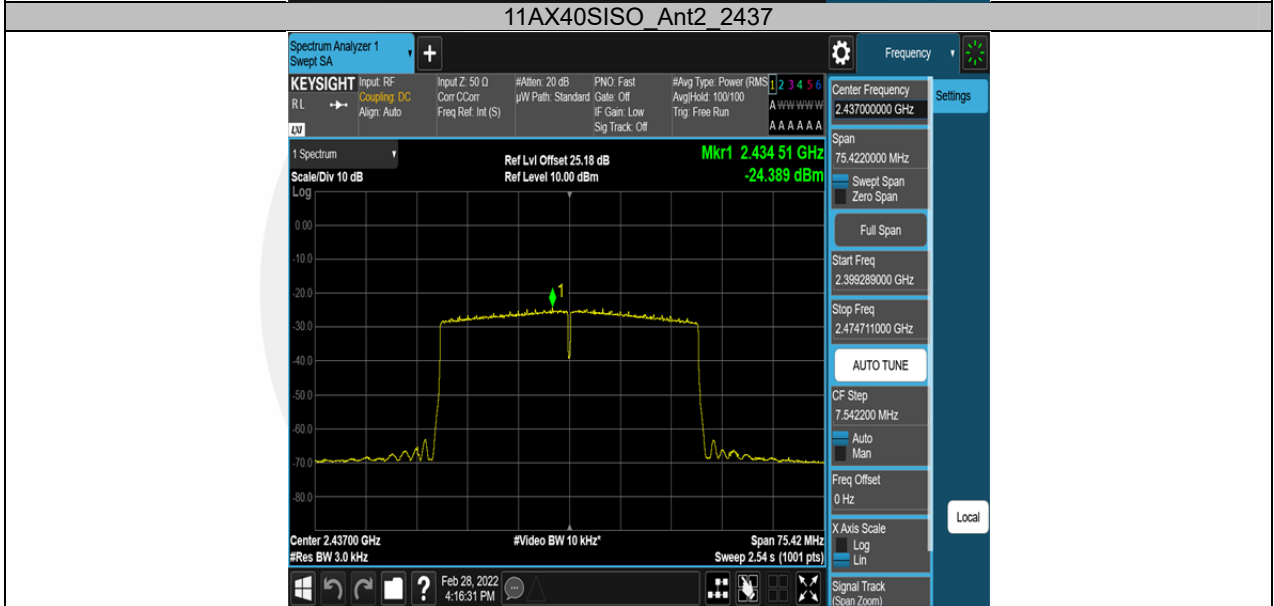 11AX40SISO_Ant2_2437
Spectrum Analyzer 1
Swept SA
+
Frequency
KEYSIGHT
RL
LXI
Input: RF
Coupling: DC
Align: Auto
Input Z: 50 Ω
Corr CCorr
Freq Ref: Int (S)
#Atten: 20 dB
µW Path: Standard
PNO: Fast
Gate: Off
IF Gain: Low
Sig Track: Off
#Avg Type: Power (RMS
Avg|Hold: 100/100
Trig: Free Run
1 2 3 4 5 6
A W W W W W
A A A A A A
1 Spectrum
Scale/Div 10 dB
Log
Ref Lvl Offset 25.18 dB
Ref Level 10.00 dBm
Mkr1 2.434 51 GHz
-24.389 dBm
0.00
-10.0
-20.0
-30.0
-40.0
-50.0
-60.0
-70.0
-80.0
1
Center 2.43700 GHz
#Res BW 3.0 kHz
#Video BW 10 kHz*
Span 75.42 MHz
Sweep 2.54 s (1001 pts)
?
Feb 28, 2022
4:16:31 PM
Center Frequency
2.437000000 GHz
Settings
Span
75.4220000 MHz
Swept Span
Zero Span
Full Span
Start Freq
2.399289000 GHz
Stop Freq
2.474711000 GHz
AUTO TUNE
CF Step
7.542200 MHz
Auto
Man
Freq Offset
0 Hz
Local
X Axis Scale
Log
Lin
Signal Track
(Span Zoom)